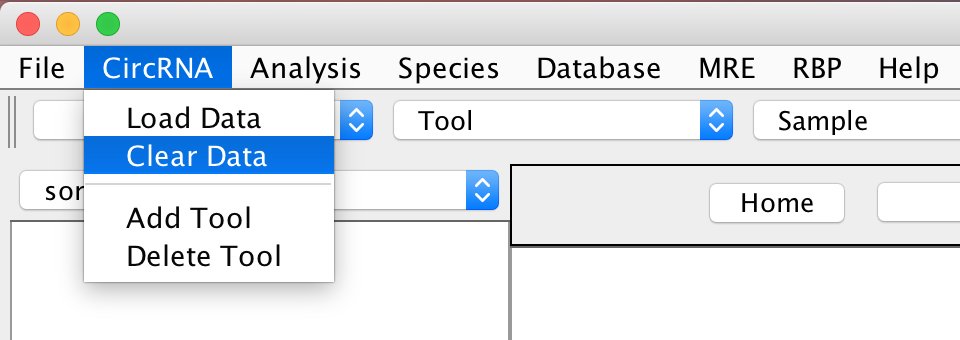 File CircRNA Analysis Species Database MRE RBP Help
Load Data
Tool
Sample
Clear Data
Add Tool
Delete Tool
Home